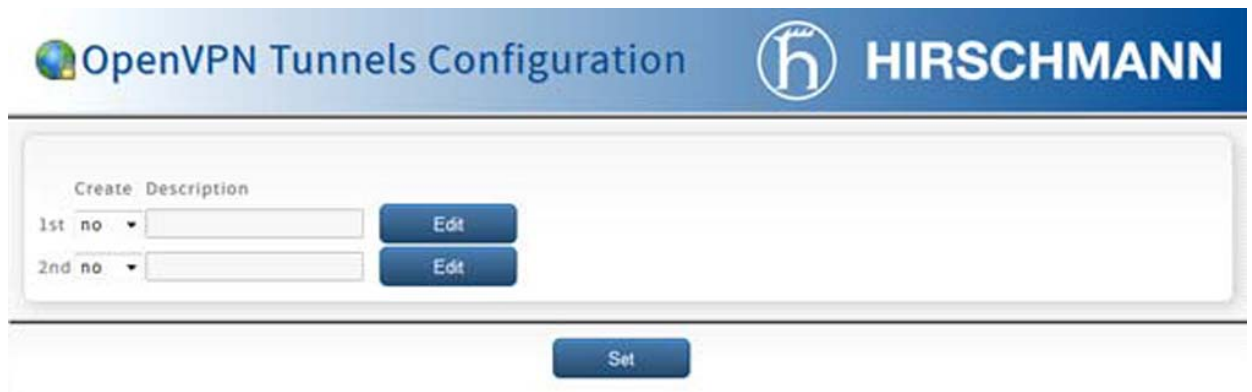 OpenVPN Tunnels Configuration
HIRSCHMANN
Create Description
1st no Edit
2nd no Edit
Set